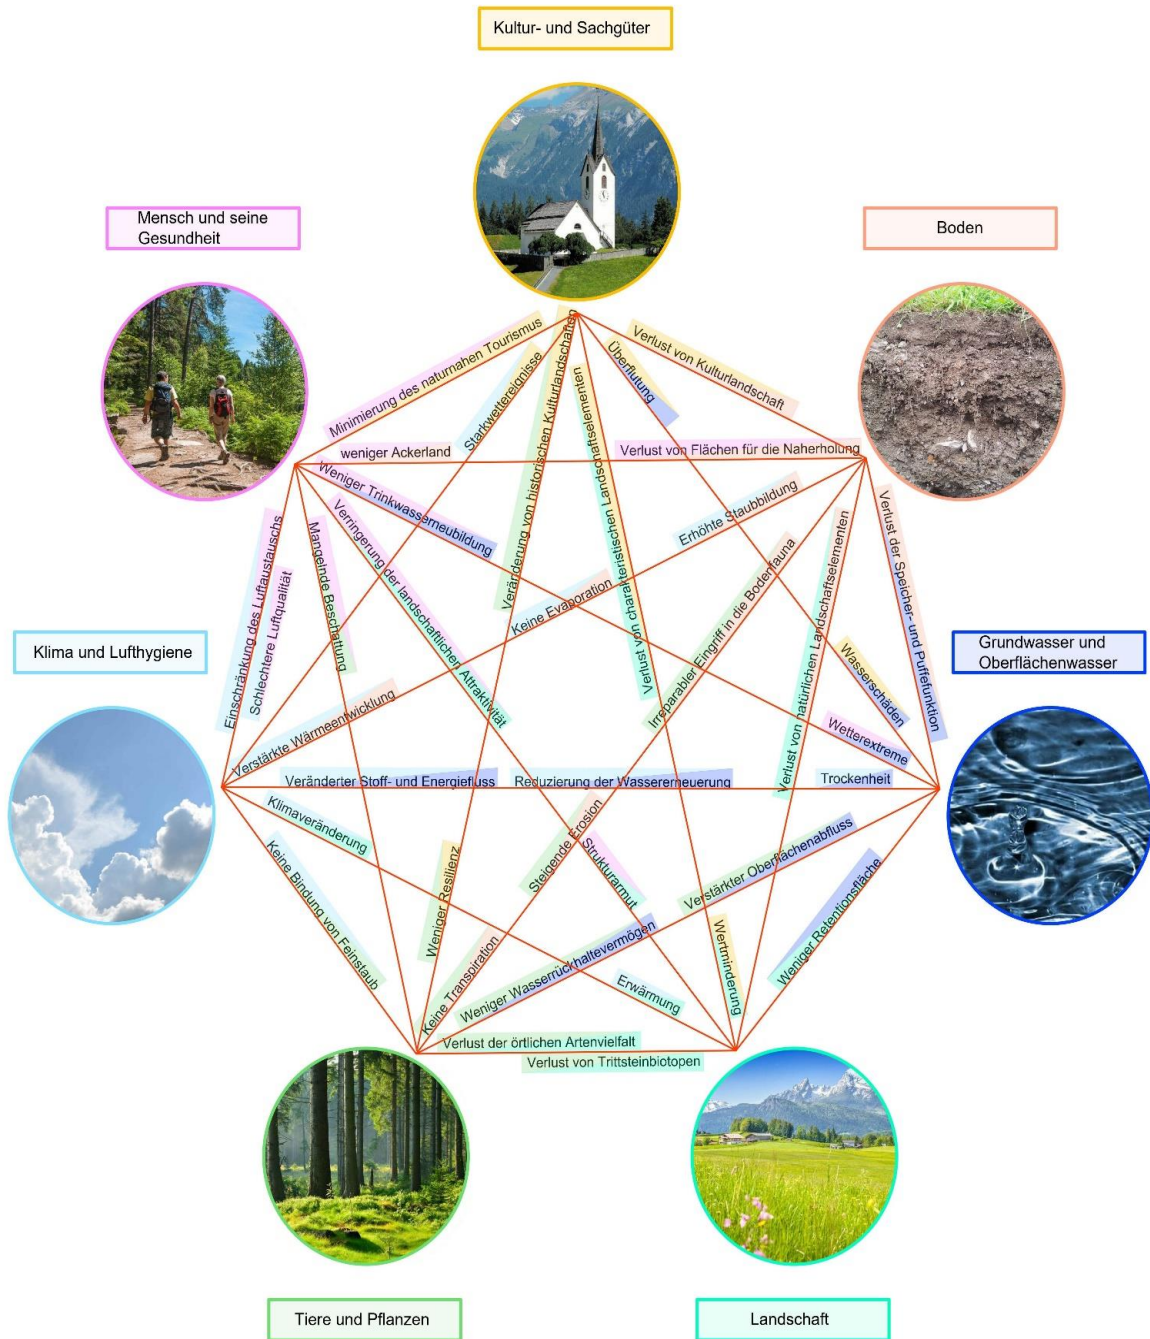 Kultur- und Sachgüter
Mensch und seine
Gesundheit
Boden
Minimierung des naturnahen Tourismus
Starkwettereignisse
Veränderung von historischen Kulturlandschaften
Verlust von charakteristischen Landschaftselementen
Überflutung
Verlust von Kulturlandschaft
weniger Ackerland
Verlust von Flächen für die Naherholung
Weniger Trinkwasserneubildung
Verringerung der landschaftlichen Attraktivität
Mangelnde Beschattung
Einschränkung des Luftaustauschs
Schlechtere Luftqualität
Erhöhte Staubbildung
Keine Evaporation
Irreparabler Eingriff in die Bodenfauna
Verlust von natürlichen Landschaftselementen
Verlust der Speicher- und Puffefunktion
Klima und Lufthygiene
Grundwasser und
Oberflächenwasser
Wasserschäden
Wetterextreme
Verstärkte Wärmeentwicklung
Veränderter Stoff- und Energiefluss
Reduzierung der Wassererneuerung
Trockenheit
Klimaveränderung
Keine Bindung von Feinstaub
Weniger Resilienz
Steigende Erosion
Strukturarmut
Verstärkter Oberflächenabfluss
Weniger Retentionsfläche
Keine Transpiration
Weniger Wasserrückhaltevermögen
Erwärmung
Wertminderung
Verlust der örtlichen Artenvielfalt
Verlust von Trittsteinbiotopen
Tiere und Pflanzen
Landschaft